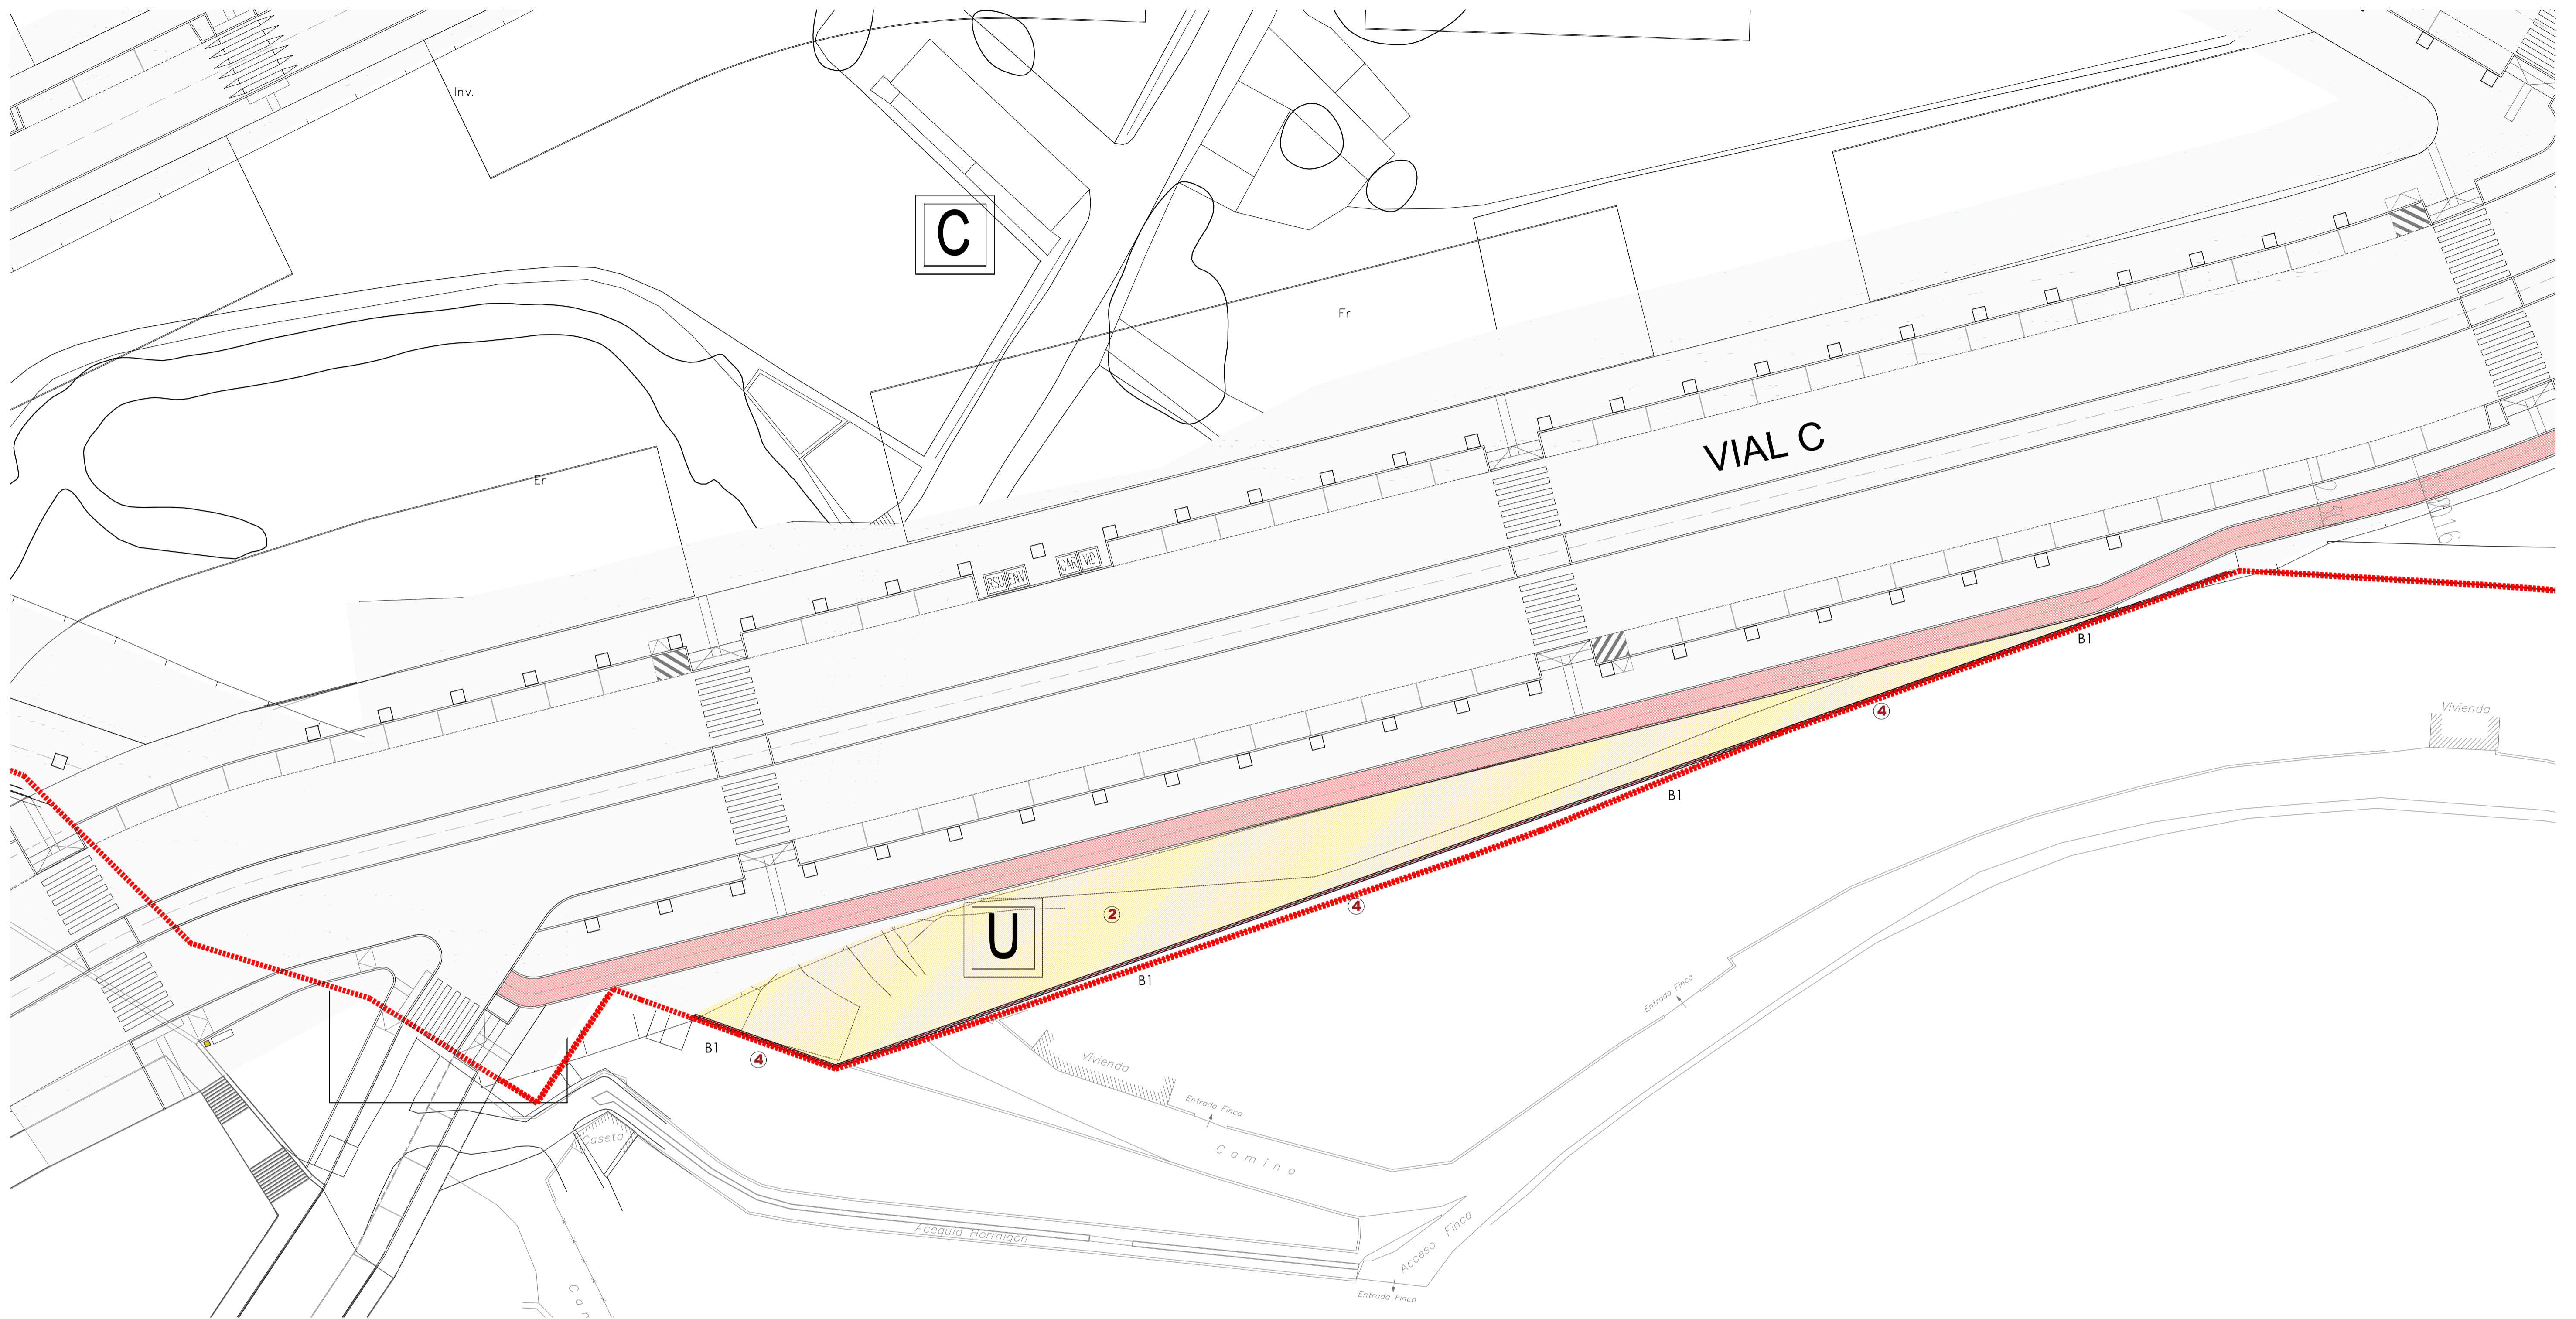 Inv.
C
Fr
VIAL C
Er
CAR VID
RSU ENV
B1
4
Vivienda
B1
4
2
U
B1
B1
4
Vivienda
Entrada Finca
Entrada Finca
Caseta
Camino
Acequia Hormigón
Acceso Finca
Entrada Finca